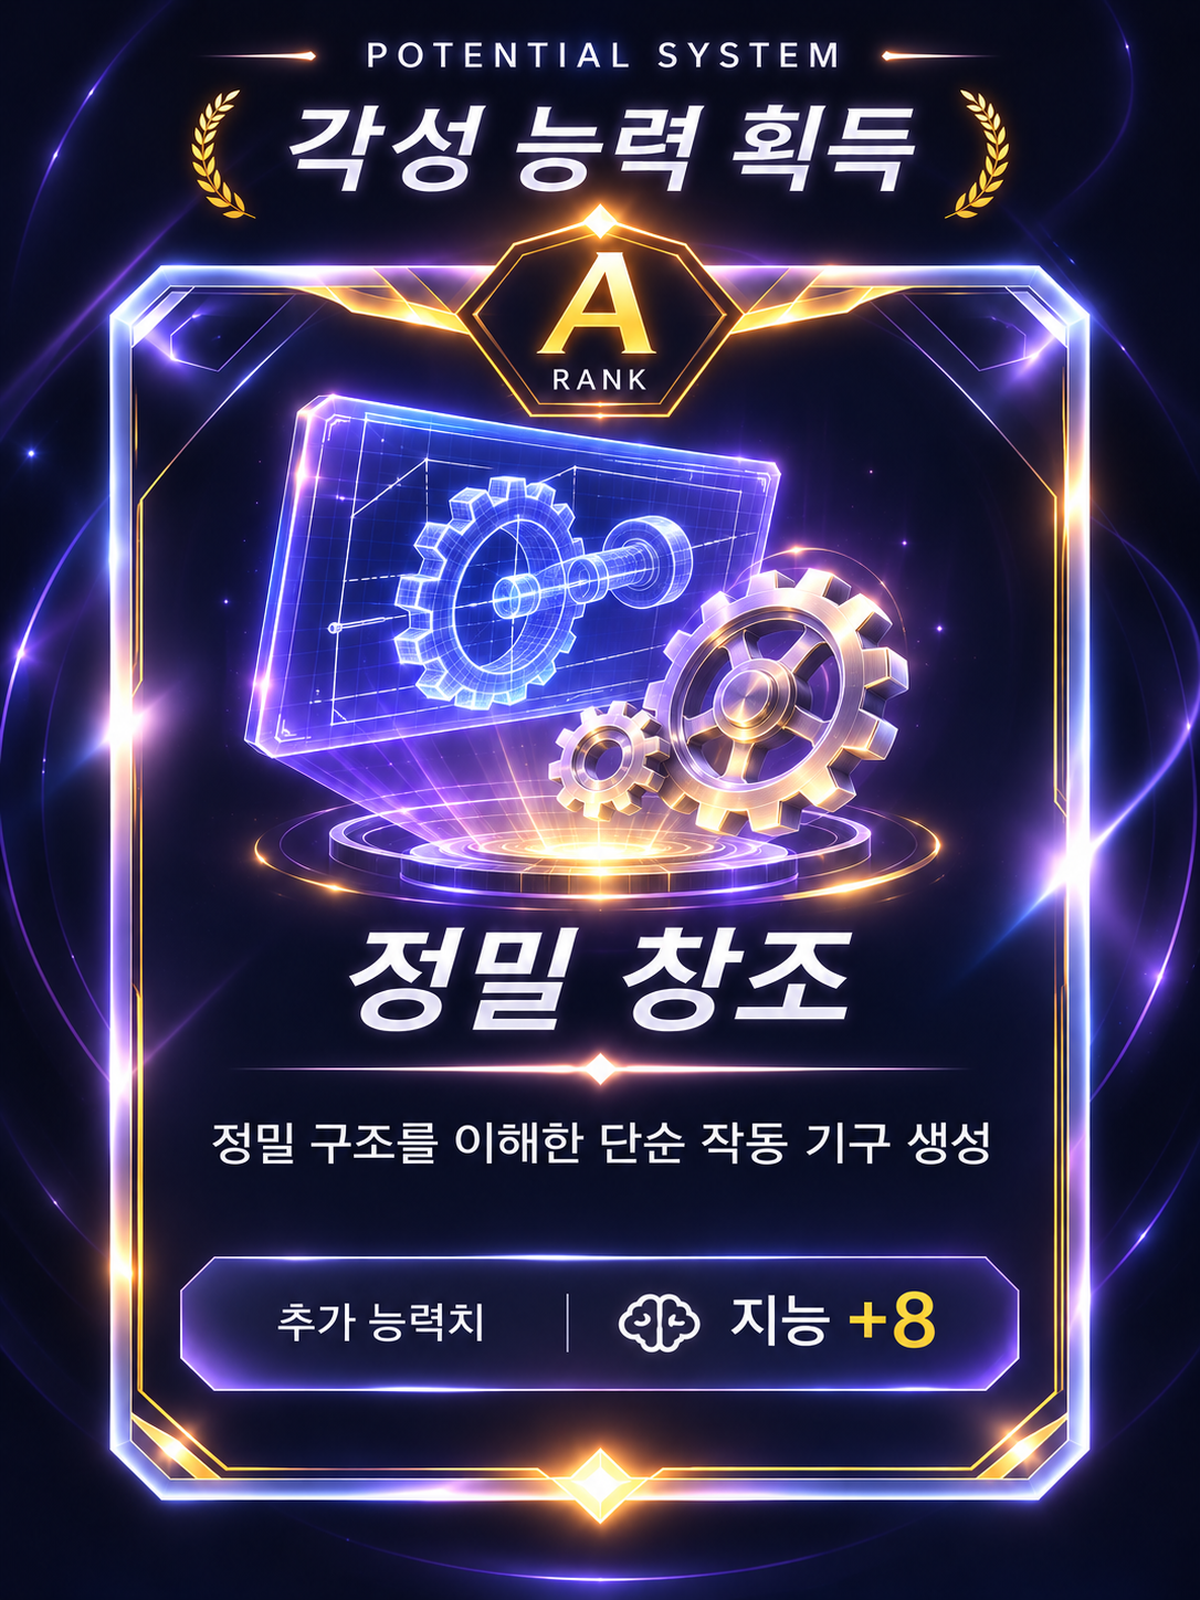 POTENTIAL SYSTEM
각성 능력 획득
A
RANK
정밀 창조
정밀 구조를 이해한 단순 작동 기구 생성
추가 능력치
지능 +8